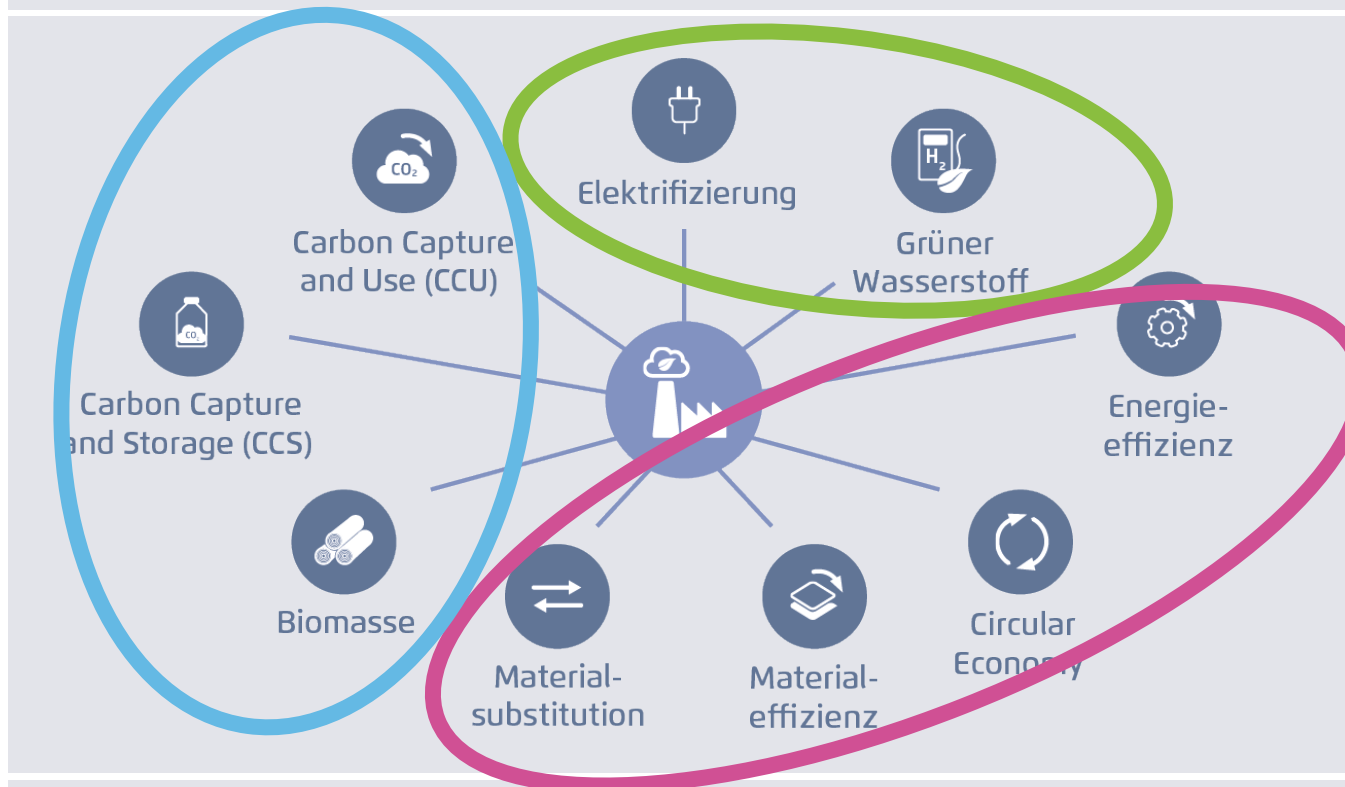 Elektrifizierung
H2
Grüner
Wasserstoff
CO2
Carbon Capture
and Use (CCU)
CO2
Carbon Capture
and Storage (CCS)
Energie-
effizienz
Biomasse
Circular
Economy
Material-
substitution
Material-
effizienz